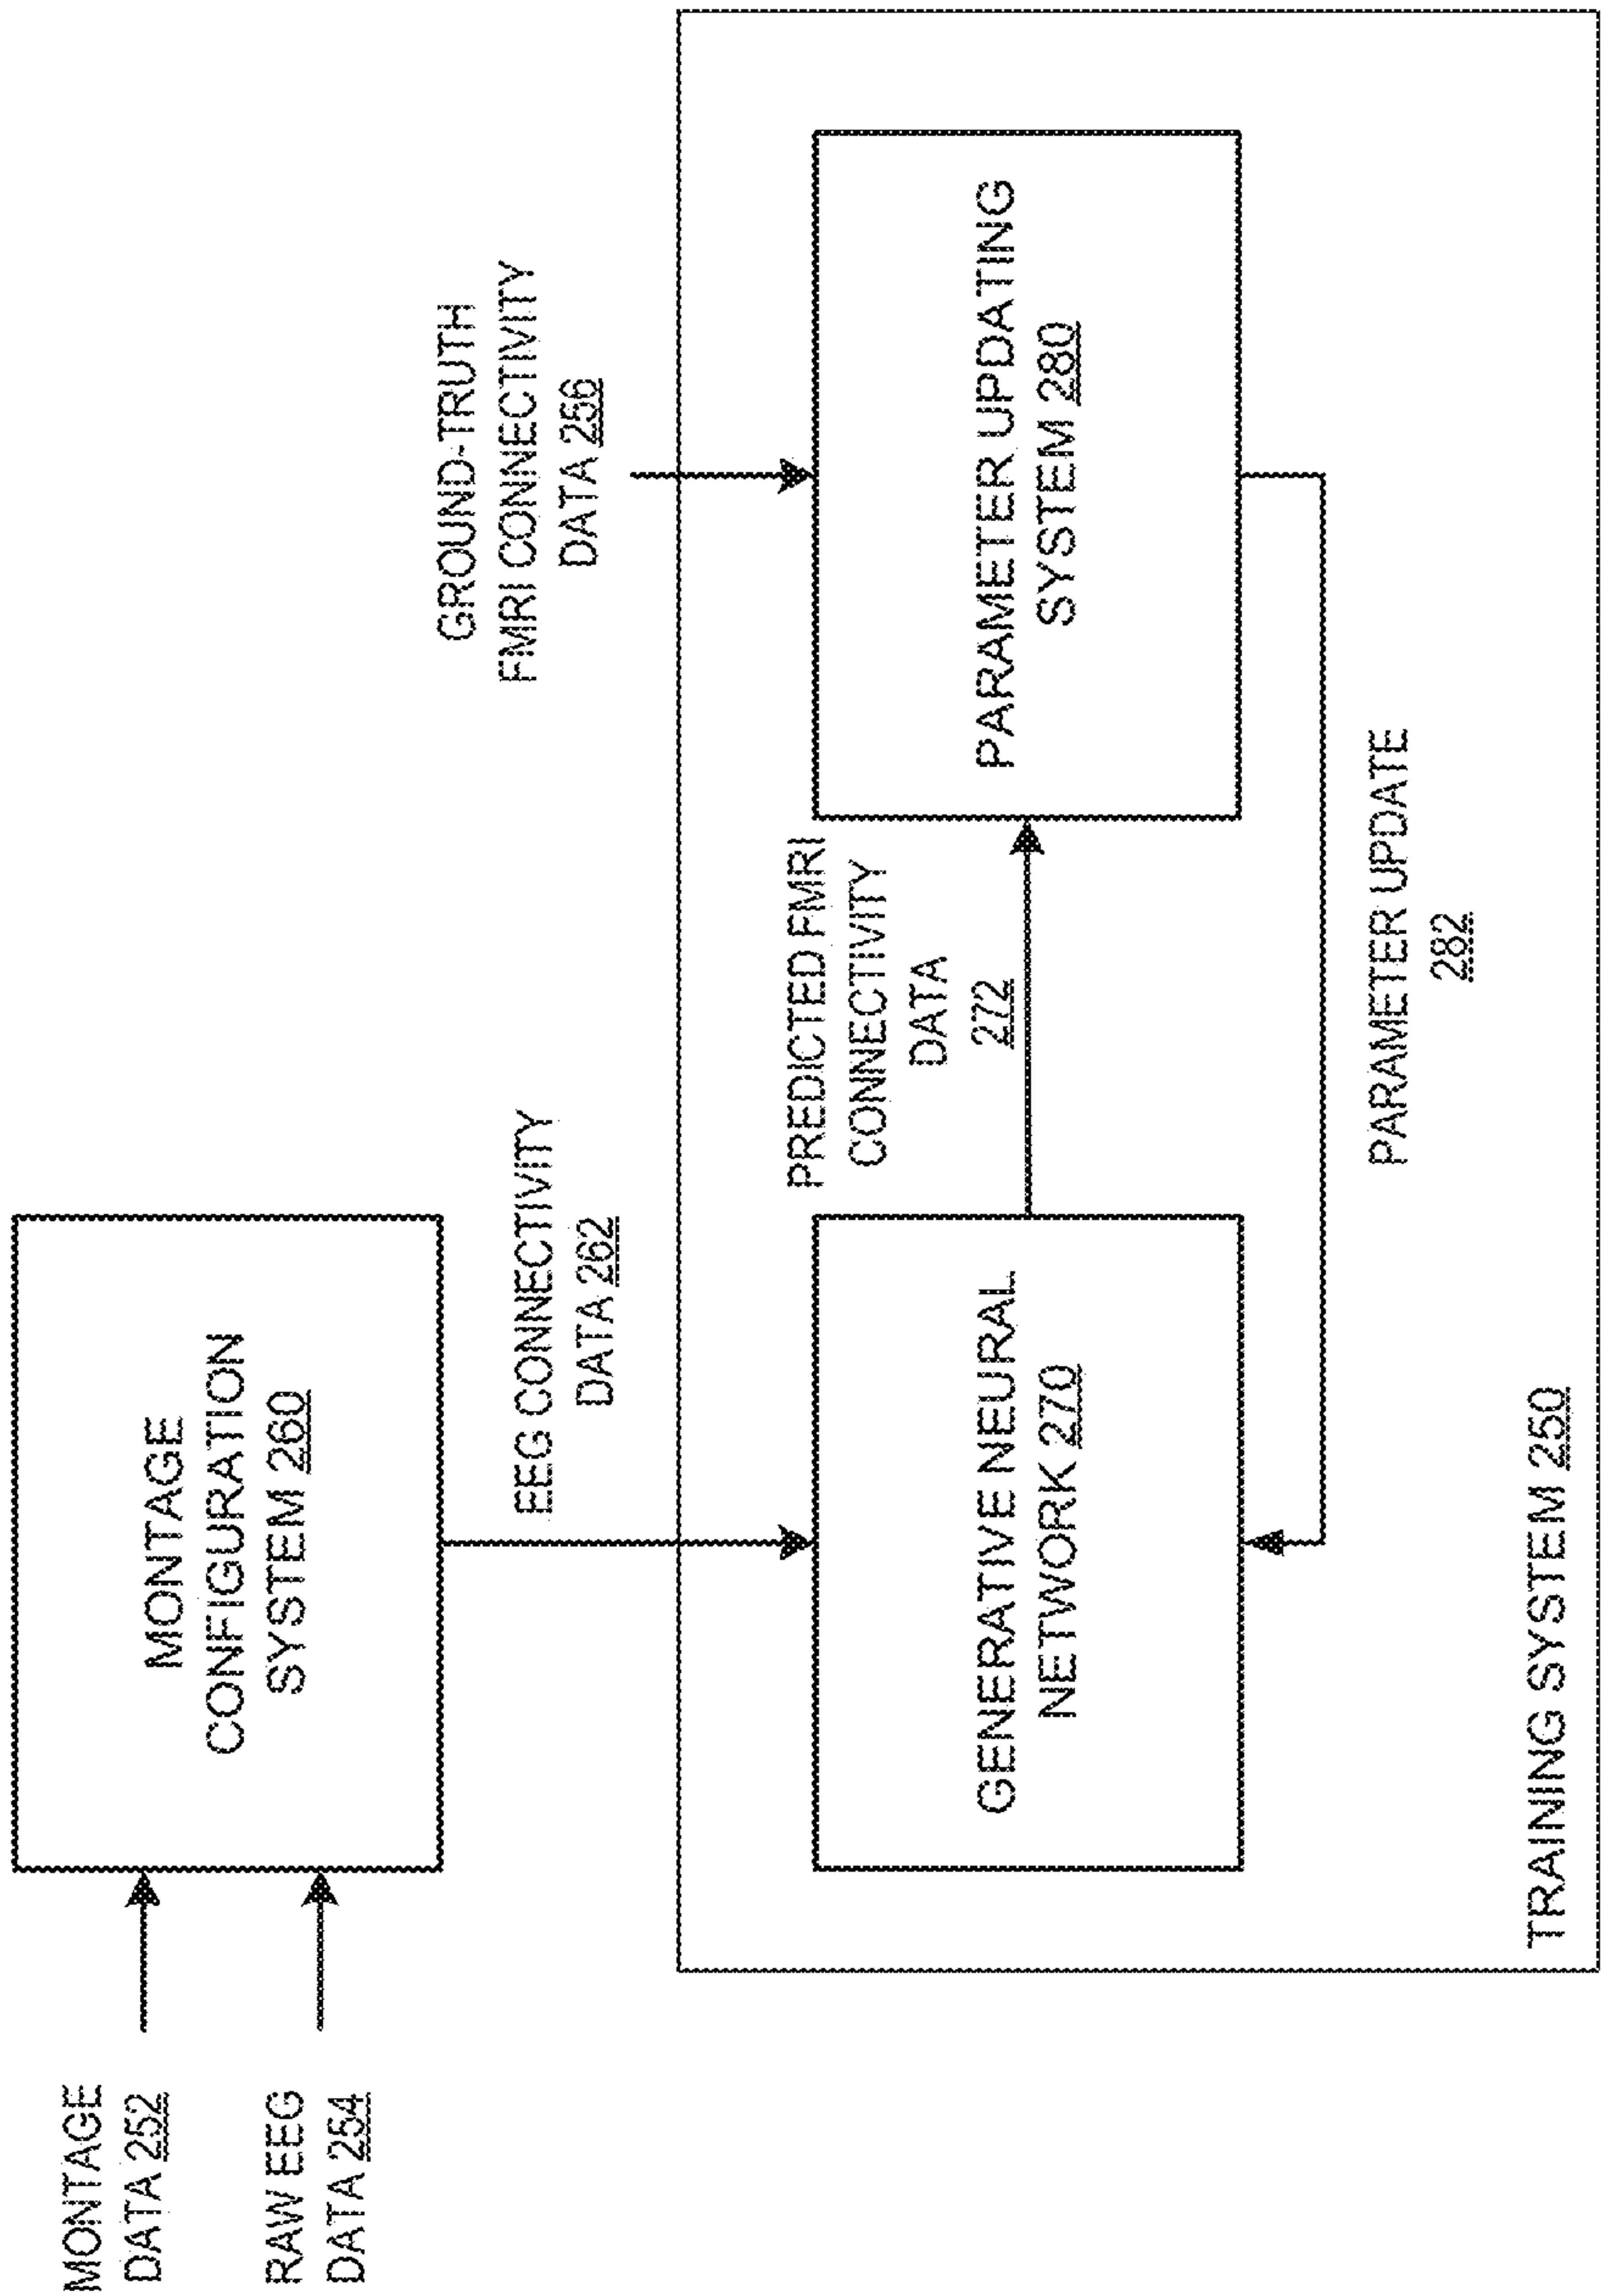 MONTAGE
DATA 252
RAW EEG
DATA 254
MONTAGE
CONFIGURATION
SYSTEM 260
EEG CONNECTIVITY
DATA 262
GROUND-TRUTH
FMRI CONNECTIVITY
DATA 256
GENERATIVE NEURAL
NETWORK 270
PREDICTED FMRI
CONNECTIVITY
DATA
272
PARAMETER UPDATING
SYSTEM 280
PARAMETER UPDATE
282
TRAINING SYSTEM 250